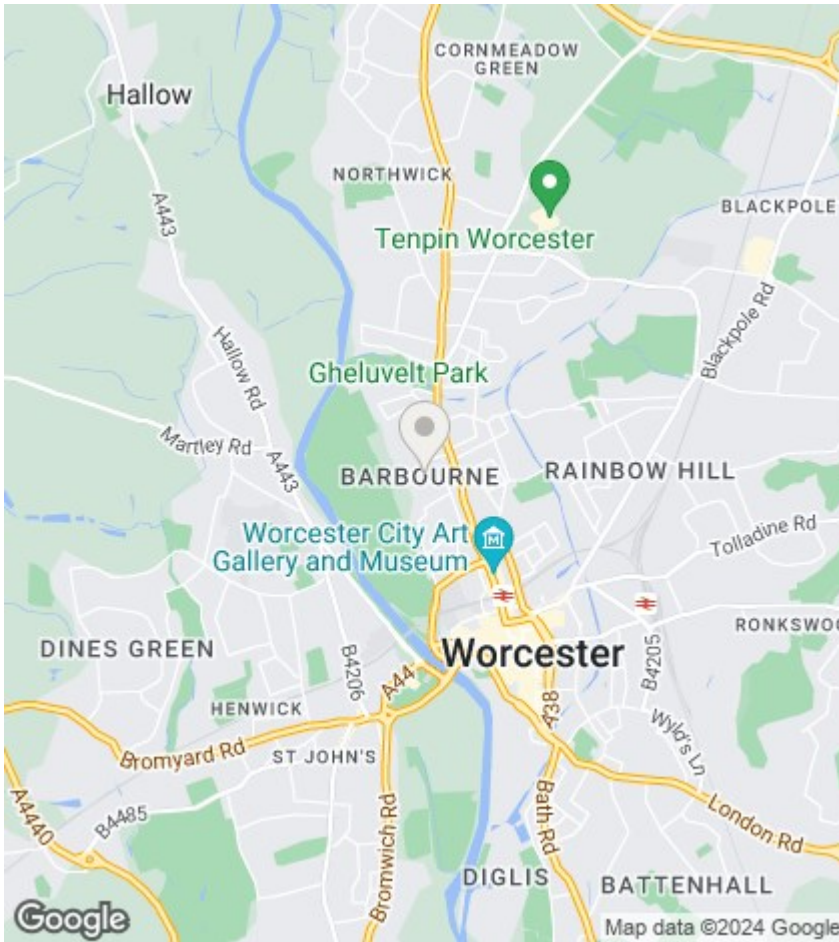 CORNMEADOW
GREEN
Hallow
NORTHWICK
A443
BLACKPOLE
Tenpin Worcester
Blackpole Rd
Hallow Rd
Gheluvelt Park
Martley Rd
A443
BARBOURNE
RAINBOW HILL
Worcester City Art
Gallery and Museum
Tolladine Rd
DINES GREEN
Worcester
RONKSWOO
B4205
B4206
A44
A38
HENWICK
Wyld's Ln
Bromyard Rd
ST JOHN'S
A4440
B4485
Bath Rd
London Rd
Bromwich Rd
DIGLIS
BATTENHALL
Google
Map data ©2024 Google